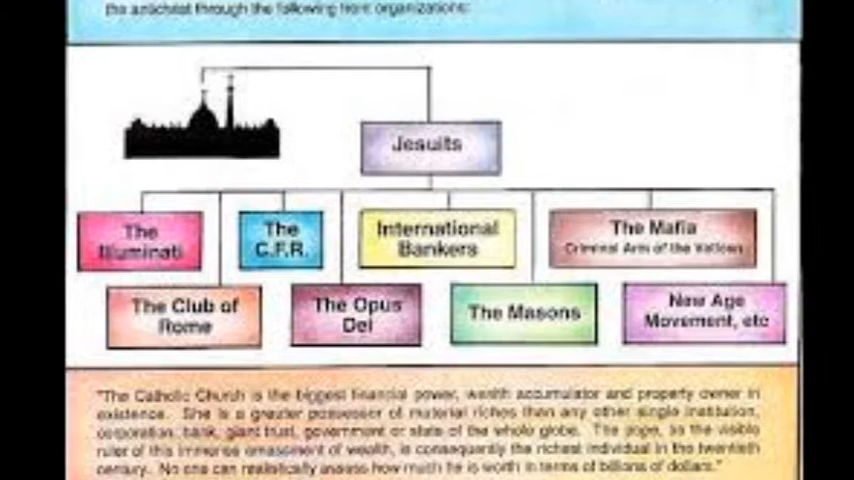 the antichrist through the following front organizations:
Jesuits
The
Illuminati
The
C.F.R.
International
Bankers
The Mafia
Criminal Arm of the Vatican
The Club of
Rome
The Opus
Dei
The Masons
New Age
Movement, etc
"The Catholic Church is the biggest financial power, wealth accumulator and property owner in
existence. She is a greater possessor of material riches than any other single institution,
corporation, bank, giant trust, government or state of the whole globe. The pope, as the visible
ruler of this immense amassment of wealth, is consequently the richest individual in the twentieth
century. No one can realistically assess how much he is worth in terms of billions of dollars."